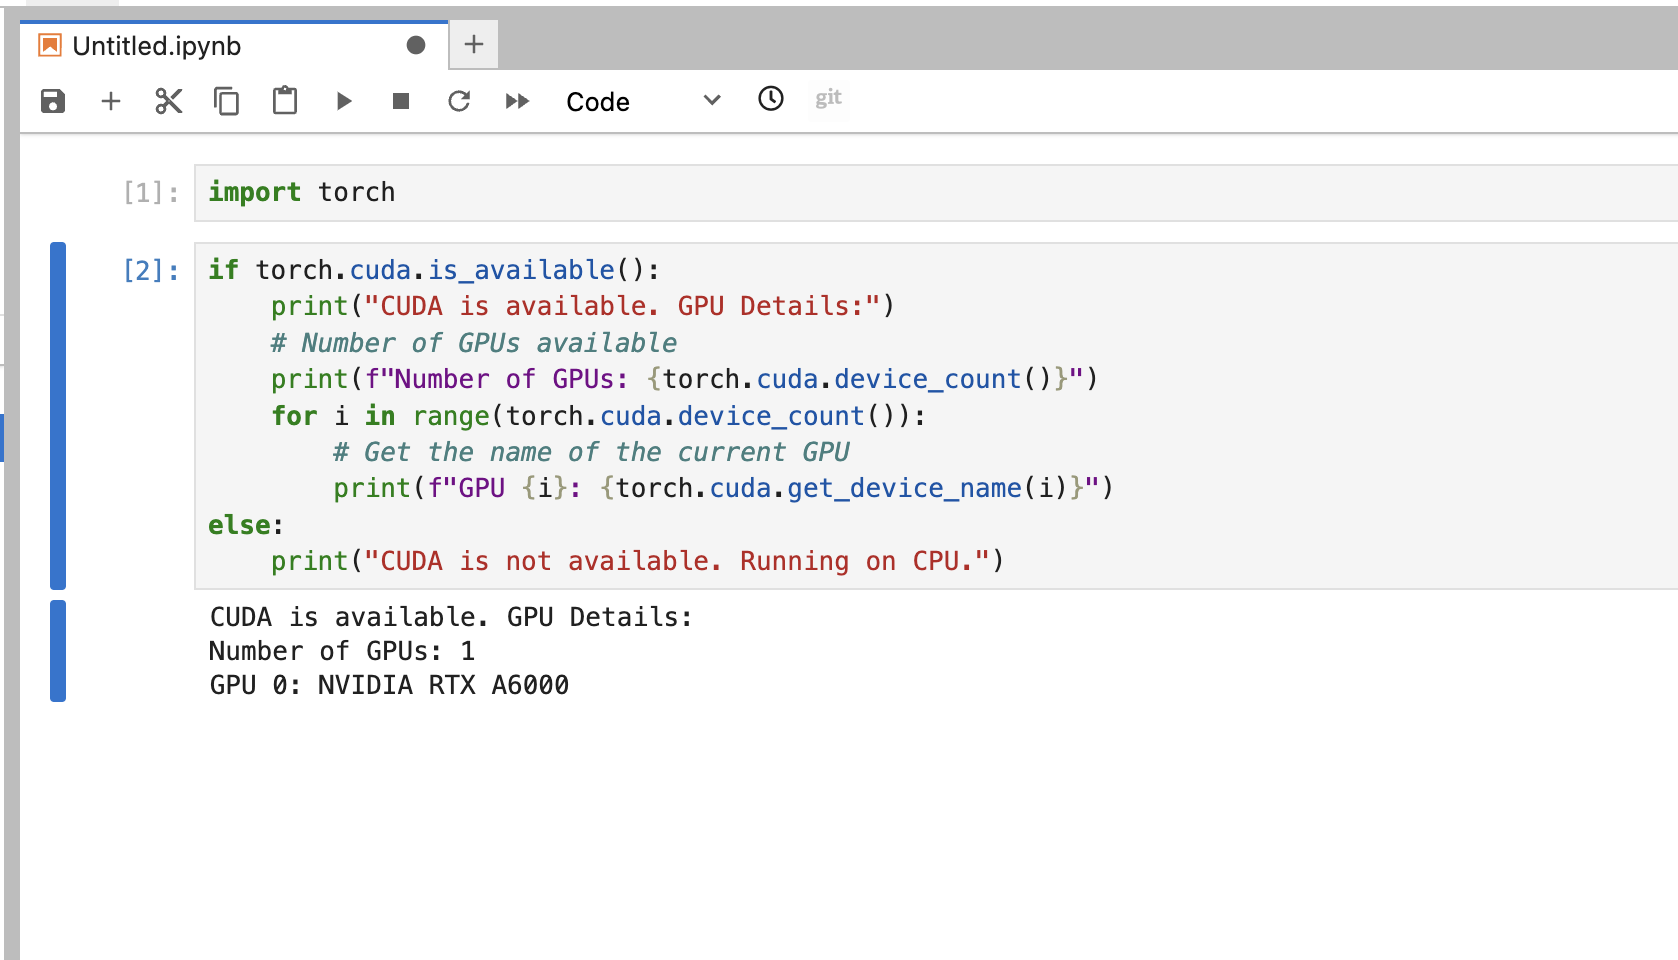 Untitled.ipynb
Code
git
[1]: import torch
[2]: if torch.cuda.is_available():
    print("CUDA is available. GPU Details:")
    # Number of GPUs available
    print(f"Number of GPUs: {torch.cuda.device_count()}")
    for i in range(torch.cuda.device_count()):
        # Get the name of the current GPU
        print(f"GPU {i}: {torch.cuda.get_device_name(i)}")
else:
    print("CUDA is not available. Running on CPU.")
CUDA is available. GPU Details:
Number of GPUs: 1
GPU 0: NVIDIA RTX A6000